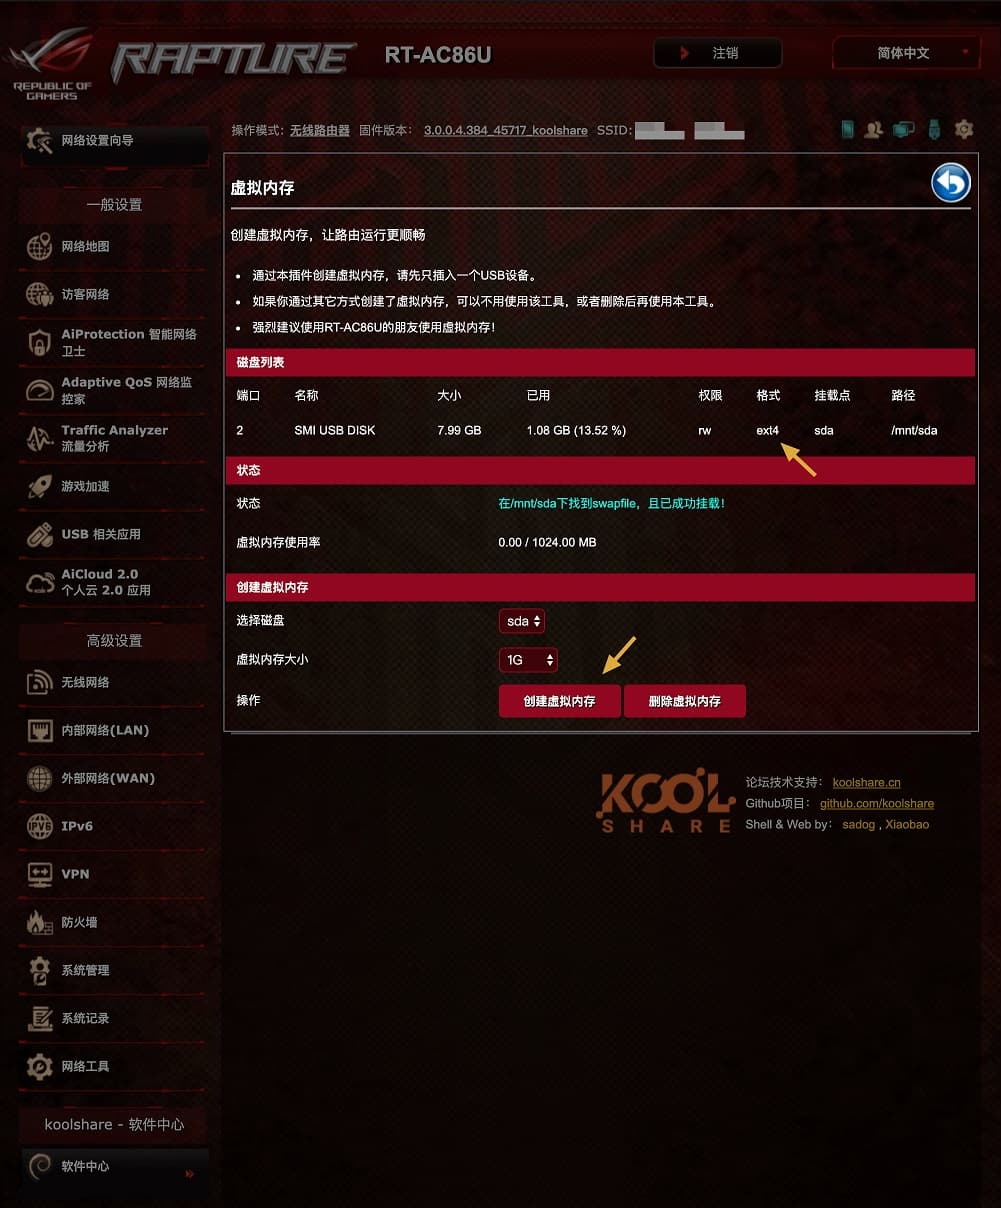 REPUBLIC OF
GAMERS
RAPTURE
RT-AC86U
注销
简体中文
操作模式: 无线路由器 固件版本: 3.0.0.4.384_45717_koolshare SSID:
网络设置向导
一般设置
网络地图
访客网络
AiProtection 智能网络
卫士
Adaptive QoS 网络监
控家
Traffic Analyzer
流量分析
游戏加速
USB 相关应用
AiCloud 2.0
个人云 2.0 应用
高级设置
无线网络
内部网络(LAN)
外部网络(WAN)
IPv6
VPN
防火墙
系统管理
系统记录
网络工具
koolshare - 软件中心
软件中心
虚拟内存
创建虚拟内存，让路由运行更顺畅
• 通过本插件创建虚拟内存，请先只插入一个USB设备。
• 如果你通过其它方式创建了虚拟内存，可以不用使用该工具，或者删除后再使用本工具。
• 强烈建议使用RT-AC86U的朋友使用虚拟内存!
磁盘列表
端口 名称 大小 已用 权限 格式 挂载点 路径
2 SMI USB DISK 7.99 GB 1.08 GB (13.52 %) rw ext4 sda /mnt/sda
状态
状态 在/mnt/sda下找到swapfile，且已成功挂载!
虚拟内存使用率 0.00 / 1024.00 MB
创建虚拟内存
选择磁盘 sda
虚拟内存大小 1G
操作 创建虚拟内存 删除虚拟内存
KOOL
SHARE
论坛技术支持: koolshare.cn
Github项目: github.com/koolshare
Shell & Web by: sadog , Xiaobao